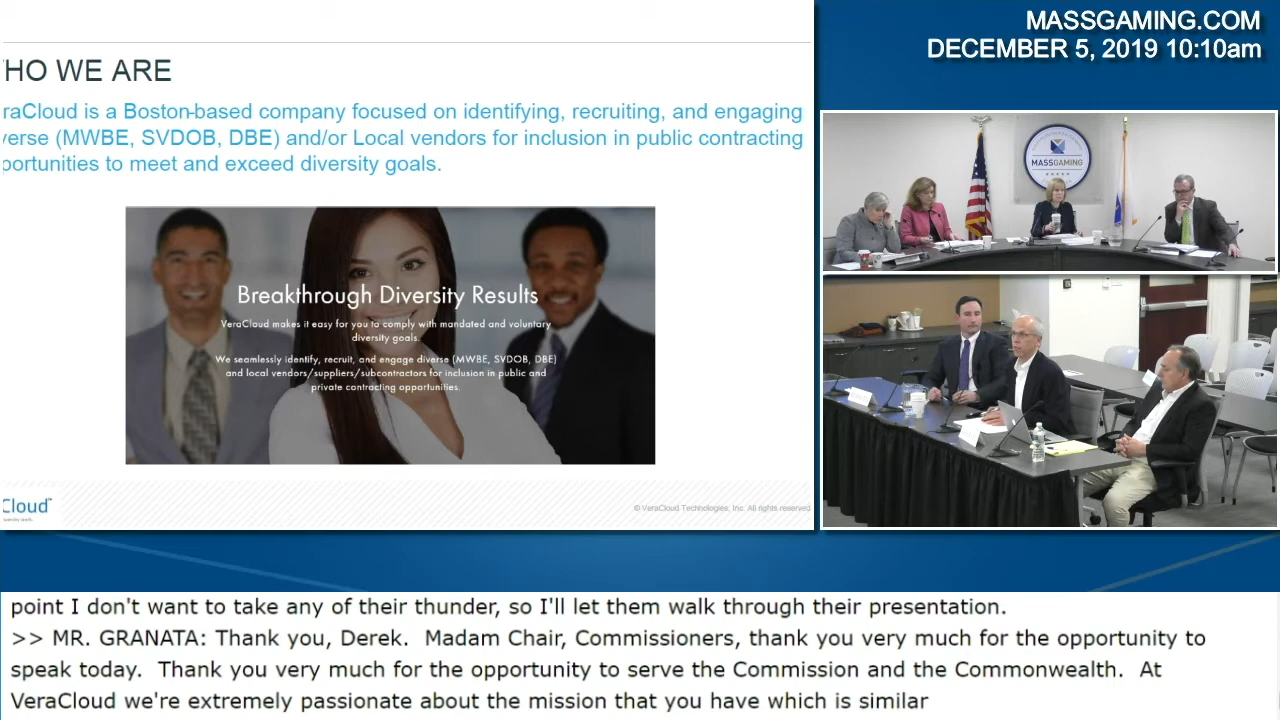 MASSGAMING.COM
DECEMBER 5, 2019 10:10am
HO WE ARE
raCloud is a Boston-based company focused on identifying, recruiting, and engaging
verse (MWBE, SVDOB, DBE) and/or Local vendors for inclusion in public contracting
portunities to meet and exceed diversity goals.
Breakthrough Diversity Results
VeraCloud makes it easy for you to comply with mandated and voluntary
diversity goals.
We seamlessly identify, recruit, and engage diverse (MWBE, SVDOB, DBE)
and local vendors/suppliers/subcontractors for inclusion in public and
private contracting opportunities.
Cloud™
© VeraCloud Technologies, Inc. All rights reserved
MASSGAMING
point I don't want to take any of their thunder, so I'll let them walk through their presentation.
>> MR. GRANATA: Thank you, Derek. Madam Chair, Commissioners, thank you very much for the opportunity to
speak today. Thank you very much for the opportunity to serve the Commission and the Commonwealth. At
VeraCloud we're extremely passionate about the mission that you have which is similar